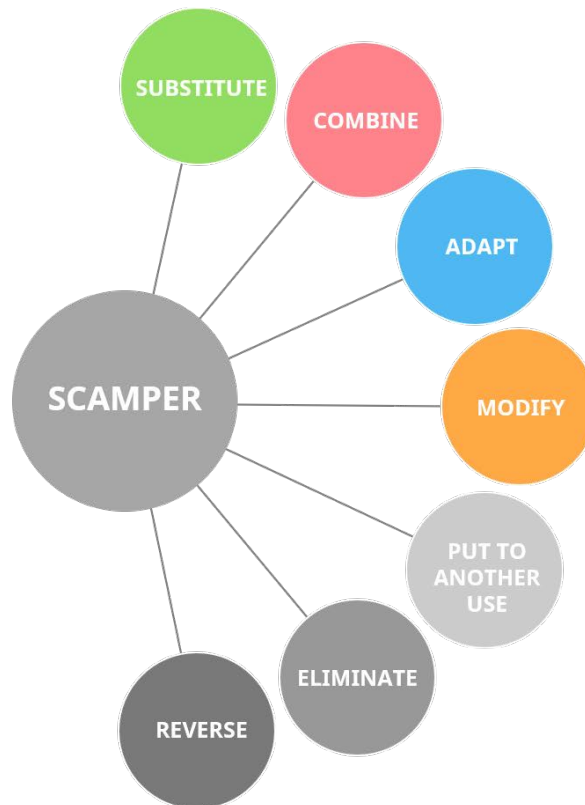 SUBSTITUTE
COMBINE
ADAPT
SCAMPER
MODIFY
PUT TO
ANOTHER
USE
ELIMINATE
REVERSE